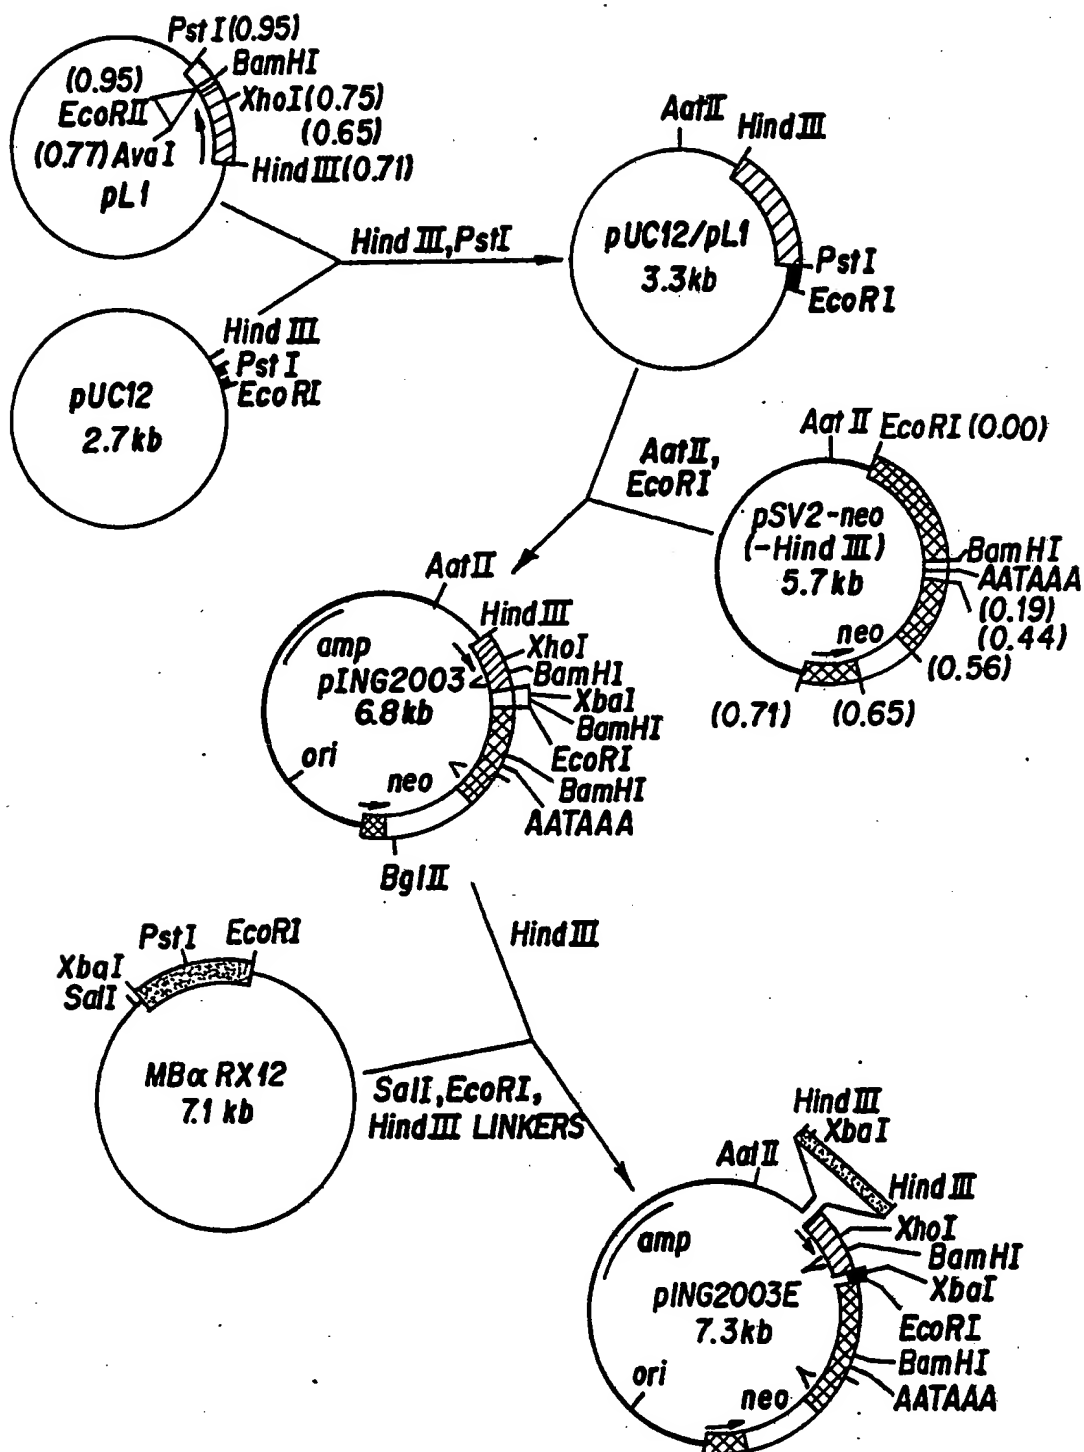 PstI(0.95)
BamHI
(0.95)
EcoRII
XhoI(0.75)
(0.65)
(0.77)AvaI
HindIII(0.71)
pL1
HindIII,PstI
AatII
HindIII
pUC12/pL1
3.3kb
PstI
EcoRI
HindIII
PstI
EcoRI
pUC12
2.7kb
AatII,
EcoRI
AatII
EcoRI(0.00)
pSV2-neo
(-HindIII)
5.7kb
BamHI
AATAAA
(0.19)
(0.44)
neo
(0.56)
(0.71)
(0.65)
AatII
HindIII
amp
XhoI
pING2003
BamHI
6.8kb
XbaI
BamHI
ori
EcoRI
neo
BamHI
AATAAA
BglII
HindIII
PstI
EcoRI
XbaI
SalI
MBα RX12
7.1 kb
SalI,EcoRI,
HindIII LINKERS
HindIII
XbaI
AatII
HindIII
XhoI
amp
BamHI
pING2003E
XbaI
7.3kb
EcoRI
BamHI
ori
neo
AATAAA